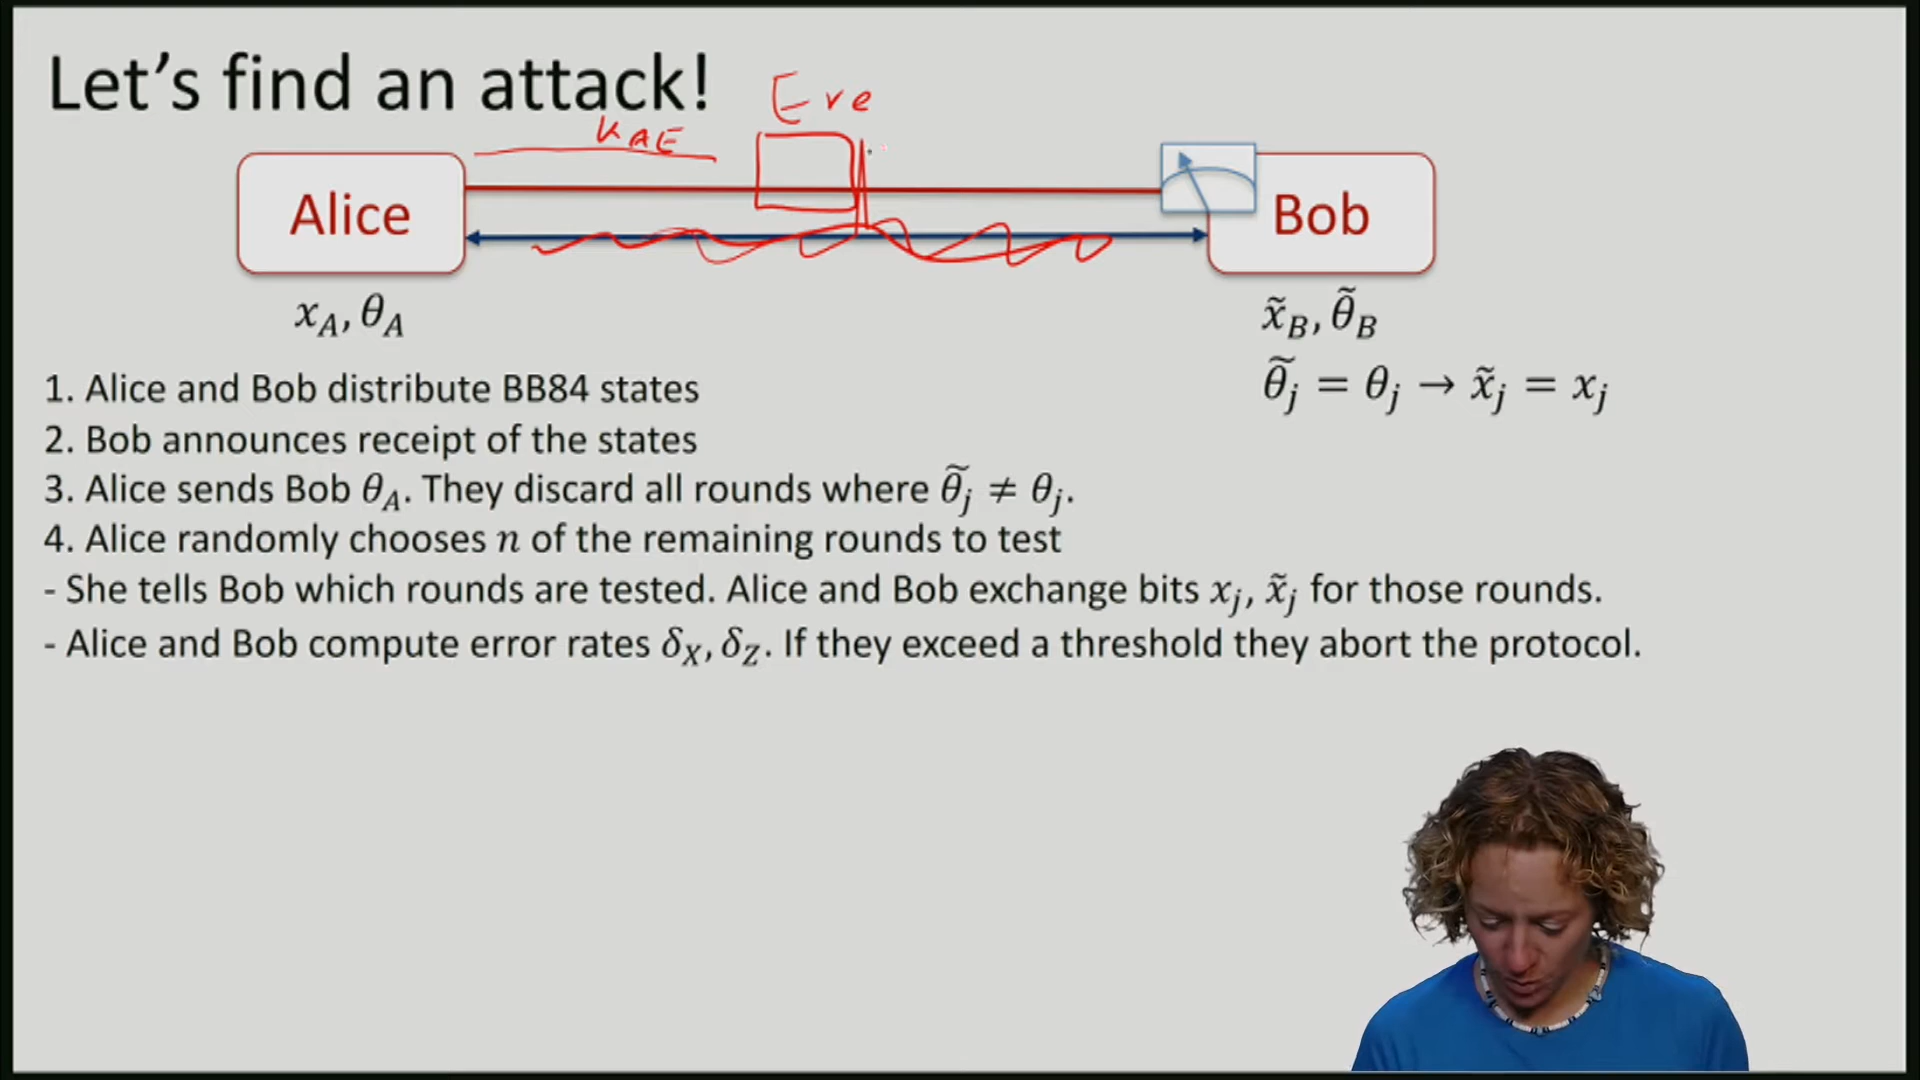 Let's find an attack!
Eve
K AE
Alice
Bob
x_A, θ_A
x̃_B, θ̃_B
θ̃_j = θ_j → x̃_j = x_j
1. Alice and Bob distribute BB84 states
2. Bob announces receipt of the states
3. Alice sends Bob θ_A. They discard all rounds where θ̃_j ≠ θ_j.
4. Alice randomly chooses n of the remaining rounds to test
- She tells Bob which rounds are tested. Alice and Bob exchange bits x_j, x̃_j for those rounds.
- Alice and Bob compute error rates δ_X, δ_Z. If they exceed a threshold they abort the protocol.